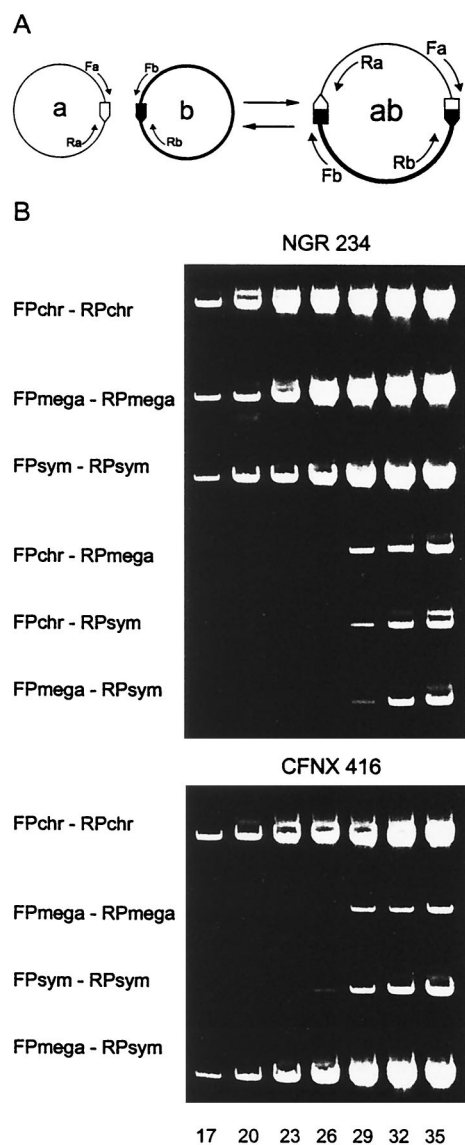 A
Fa
Fb
a
b
Ra
Rb
Ra
Fa
ab
Fb
Rb
B
NGR 234
FPchr - RPchr
FPmega - RPmega
FPsym - RPsym
FPchr - RPmega
FPchr - RPsym
FPmega - RPsym
CFNX 416
FPchr - RPchr
FPmega - RPmega
FPsym - RPsym
FPmega - RPsym
17 20 23 26 29 32 35